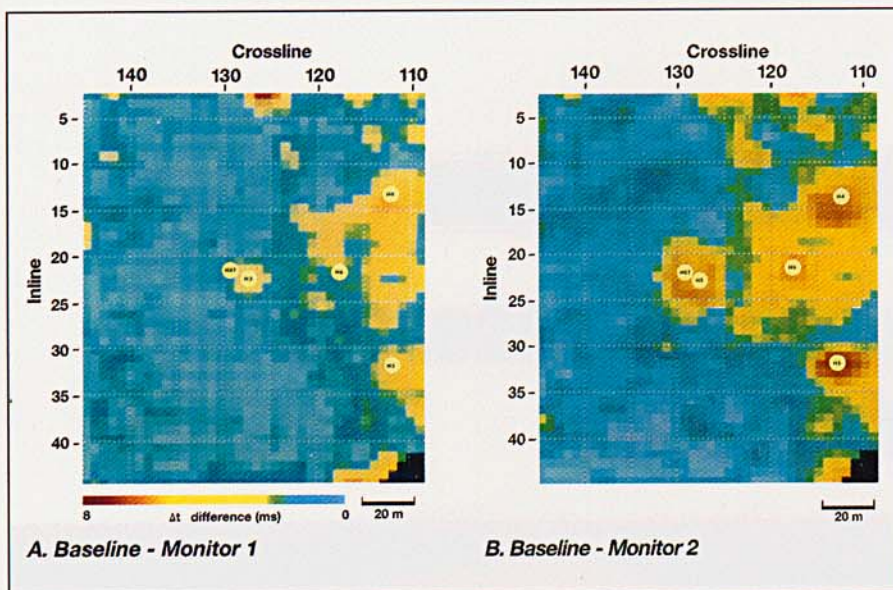 Crossline
140 130 120 110
Inline
5
10
15
20
25
30
35
40
8 Δt difference (ms) 0
20 m
A. Baseline - Monitor 1
Crossline
140 130 120 110
5
10
15
20
25
30
35
40
Inline
20 m
B. Baseline - Monitor 2